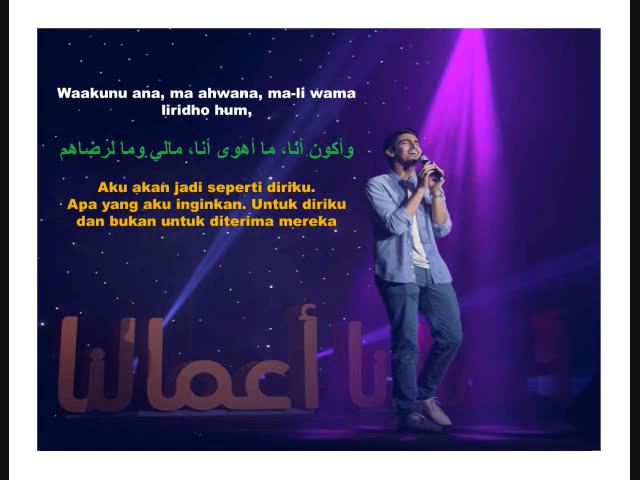 Waakunu ana, ma ahwana, ma-li wama
liridho hum,
وأكون أنا، ما أهوى أنا، مالي وما لرضاهم
Aku akan jadi seperti diriku.
Apa yang aku inginkan. Untuk diriku
dan bukan untuk diterima mereka
أعمالنا